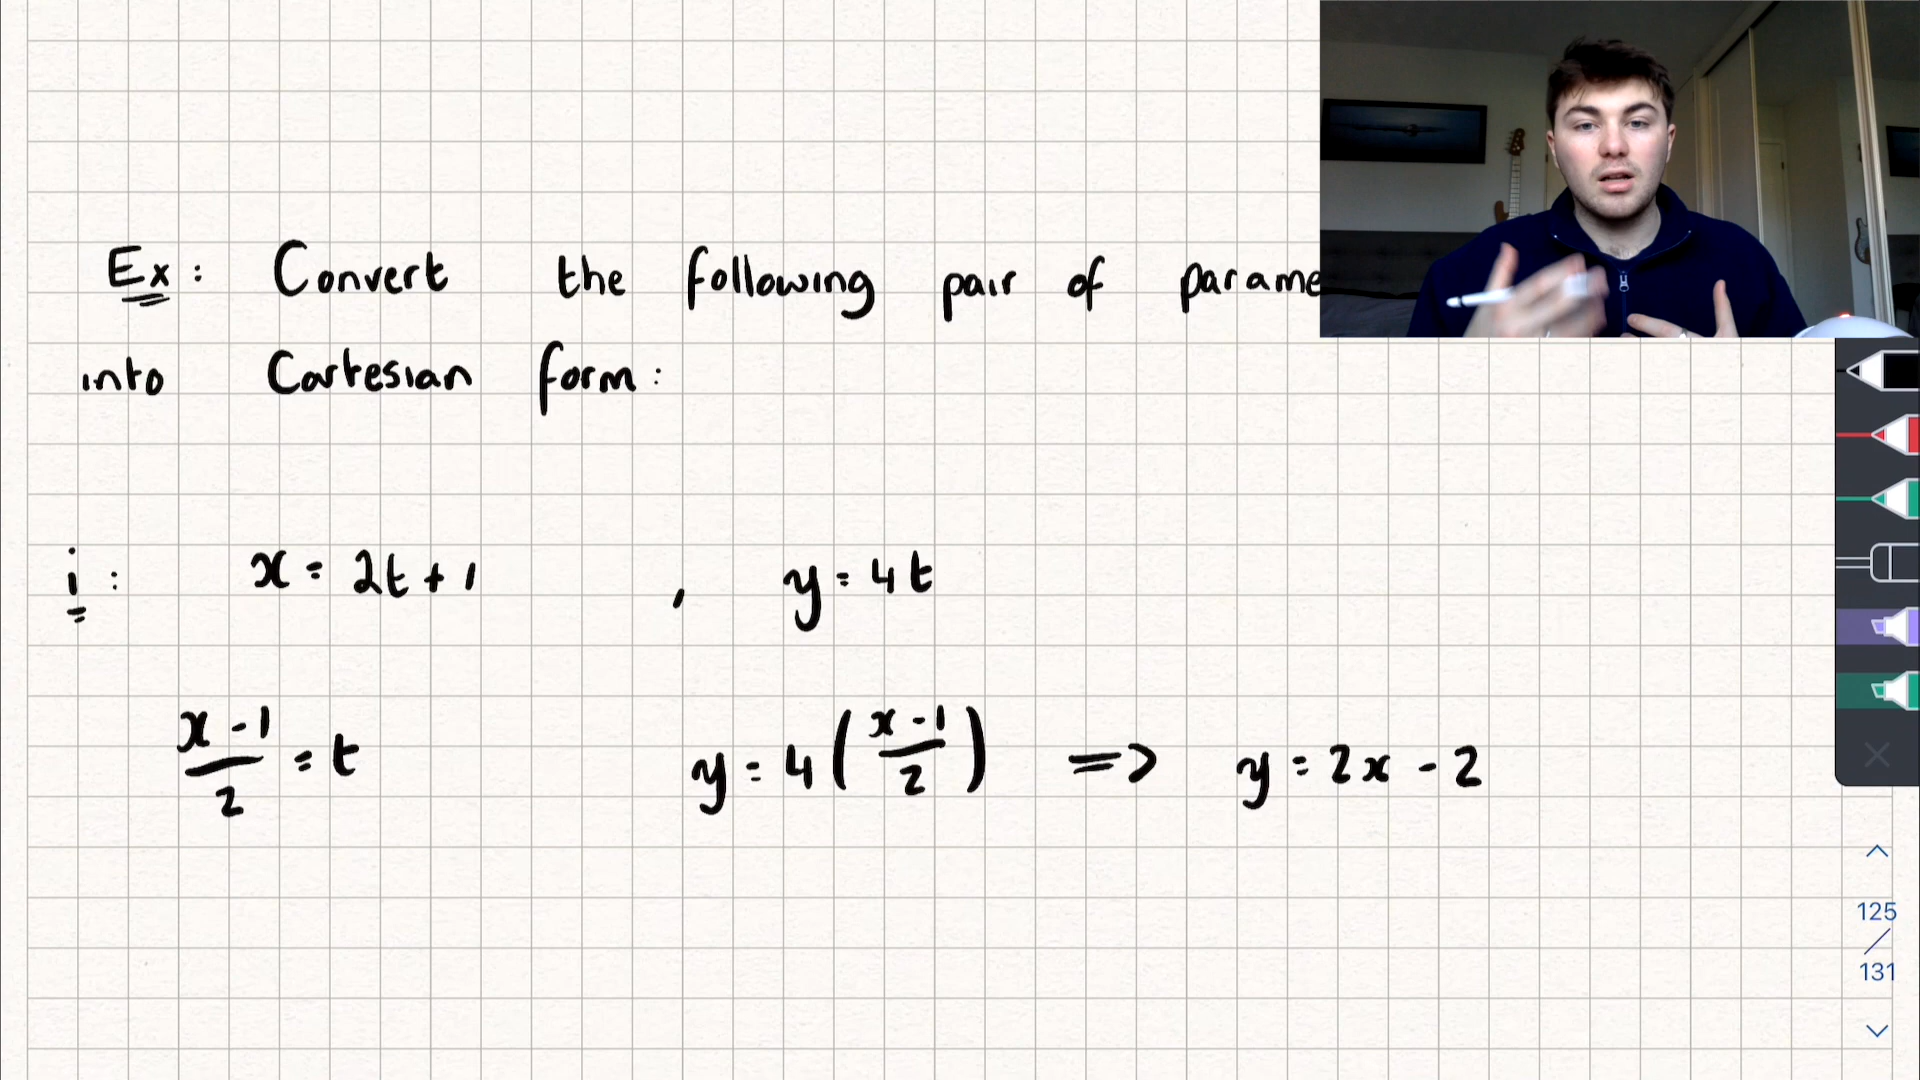 Ex: Convert the following pair of parame
into Cartesian form:
i: x = 2t + 1 , y = 4t
x - 1 / 2 = t y = 4 ( x - 1 / 2 ) => y = 2x - 2
125
/
131